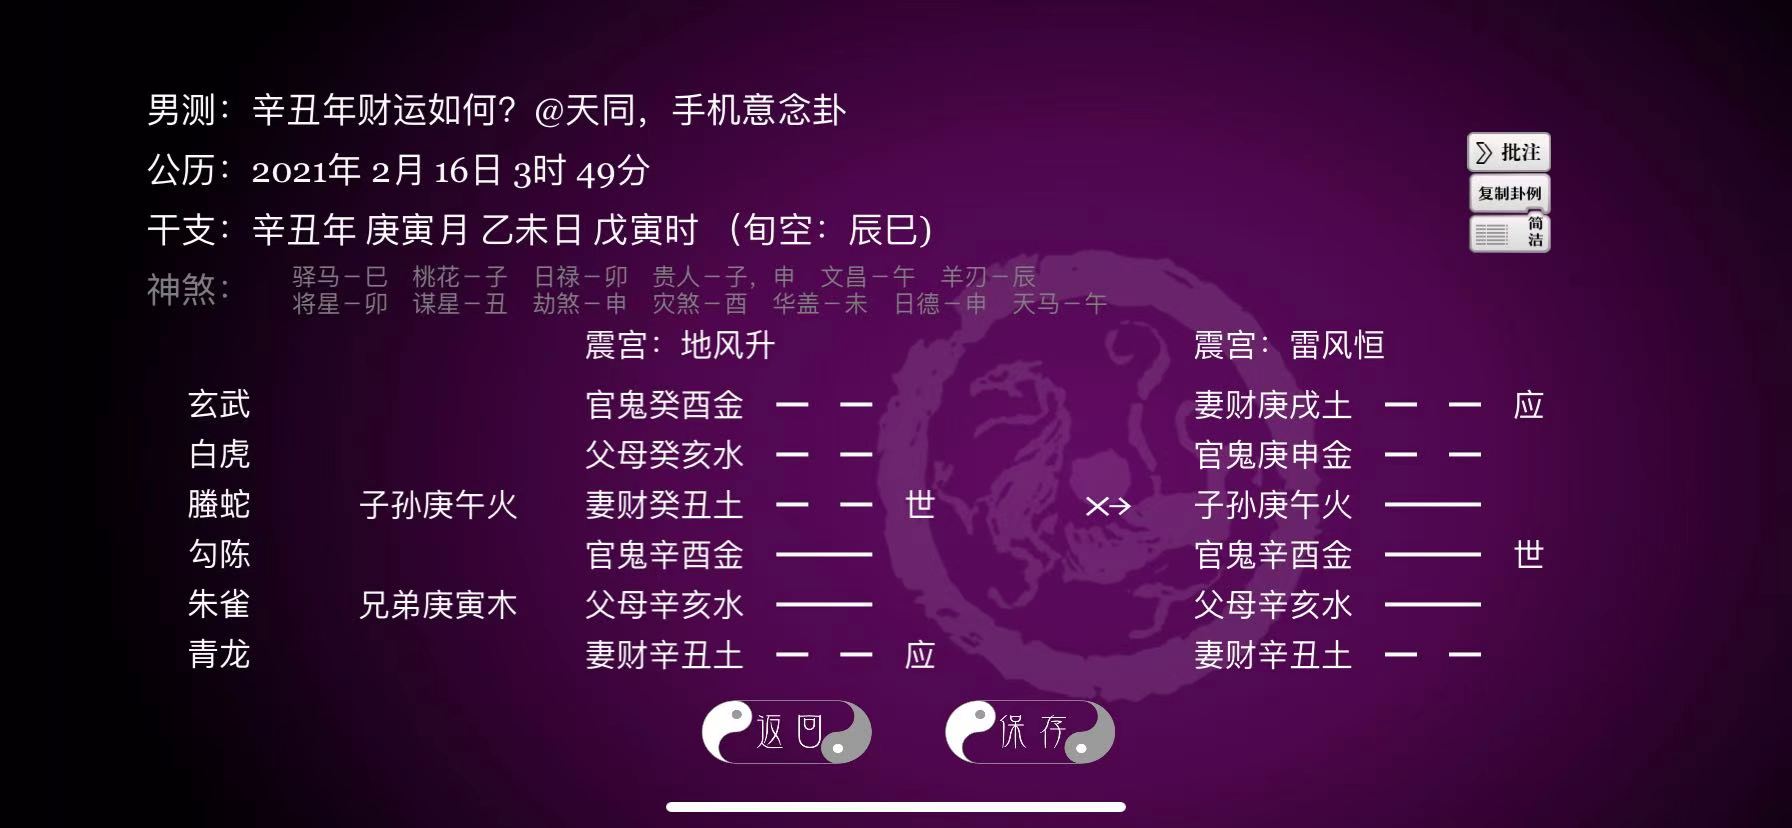 男测：辛丑年财运如何？@天同，手机意念卦
公历：2021年 2月 16日 3时 49分
干支：辛丑年 庚寅月 乙未日 戊寅时 （旬空：辰巳）
神煞：
驿马－巳 桃花－子 日禄－卯 贵人－子，申 文昌－午 羊刃－辰
将星－卯 谋星－丑 劫煞－申 灾煞－酉 华盖－未 日德－申 天马－午
批注
复制卦例
简洁
震宫：地风升 震宫：雷风恒
玄武 官鬼癸酉金 妻财庚戌土 应
白虎 父母癸亥水 官鬼庚申金
螣蛇 子孙庚午火 妻财癸丑土 世 ×→ 子孙庚午火
勾陈 官鬼辛酉金 官鬼辛酉金 世
朱雀 兄弟庚寅木 父母辛亥水 父母辛亥水
青龙 妻财辛丑土 应 妻财辛丑土
返回 保存